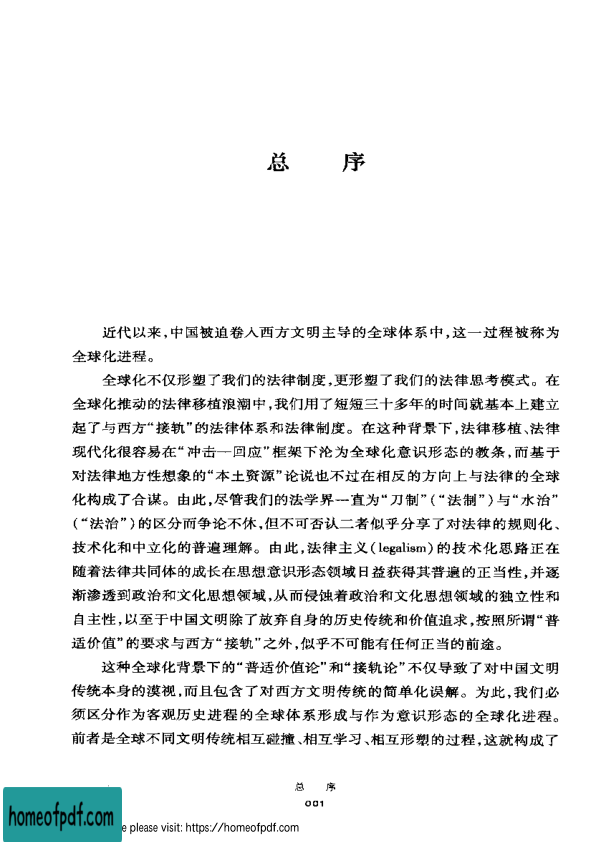 总 序
近代以来,中国被迫卷入西方文明主导的全球体系中,这一过程被称为
全球化进程。
全球化不仅形塑了我们的法律制度,更形塑了我们的法律思考模式。在
全球化推动的法律移植浪潮中,我们用了短短三十多年的时间就基本上建立
起了与西方“接轨”的法律体系和法律制度。在这种背景下,法律移植、法律
现代化很容易在“冲击—回应”框架下沦为全球化意识形态的教条,而基于
对法律地方性想象的“本土资源”论说也不过在相反的方向上与法律的全球
化构成了合谋。由此,尽管我们的法学界一直为“刀制”(“法制”)与“水治”
(“法治”)的区分而争论不休,但不可否认二者似乎分享了对法律的规则化、
技术化和中立化的普遍理解。由此,法律主义(legalism)的技术化思路正在
随着法律共同体的成长在思想意识形态领域日益获得其普遍的正当性,并逐
渐渗透到政治和文化思想领域,从而侵蚀着政治和文化思想领域的独立性和
自主性,以至于中国文明除了放弃自身的历史传统和价值追求,按照所谓“普
适价值”的要求与西方“接轨”之外,似乎不可能有任何正当的前途。
这种全球化背景下的“普适价值论”和“接轨论”不仅导致了对中国文明
传统本身的漠视,而且包含了对西方文明传统的简单化误解。为此,我们必
须区分作为客观历史进程的全球体系形成与作为意识形态的全球化进程。
前者是全球不同文明传统相互碰撞、相互学习、相互形塑的过程,这就构成了
总 序
001
homeofpdf.com
e please visit: https://homeofpdf.com